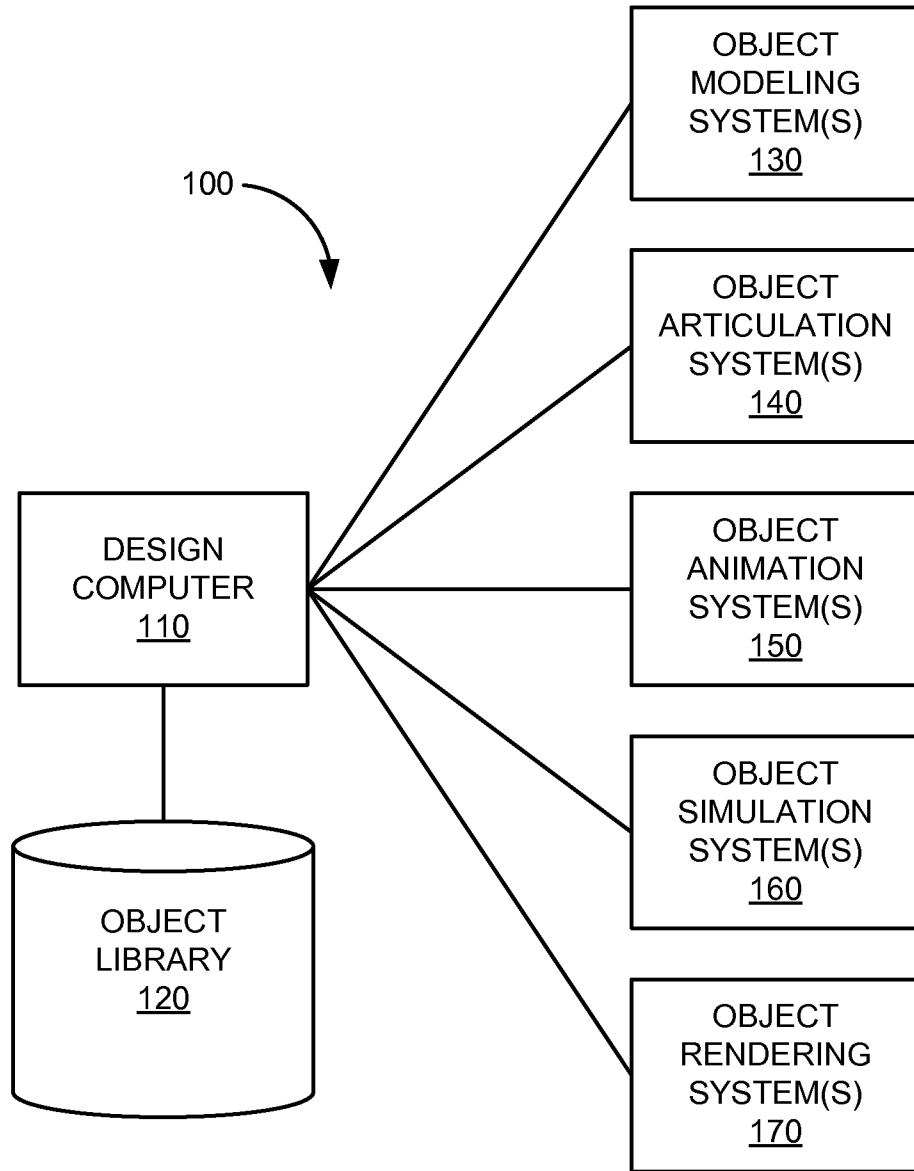 OBJECT
MODELING
SYSTEM(S)
130
100
OBJECT
ARTICULATION
SYSTEM(S)
140
DESIGN
COMPUTER
110
OBJECT
ANIMATION
SYSTEM(S)
150
OBJECT
SIMULATION
SYSTEM(S)
160
OBJECT
LIBRARY
120
OBJECT
RENDERING
SYSTEM(S)
170